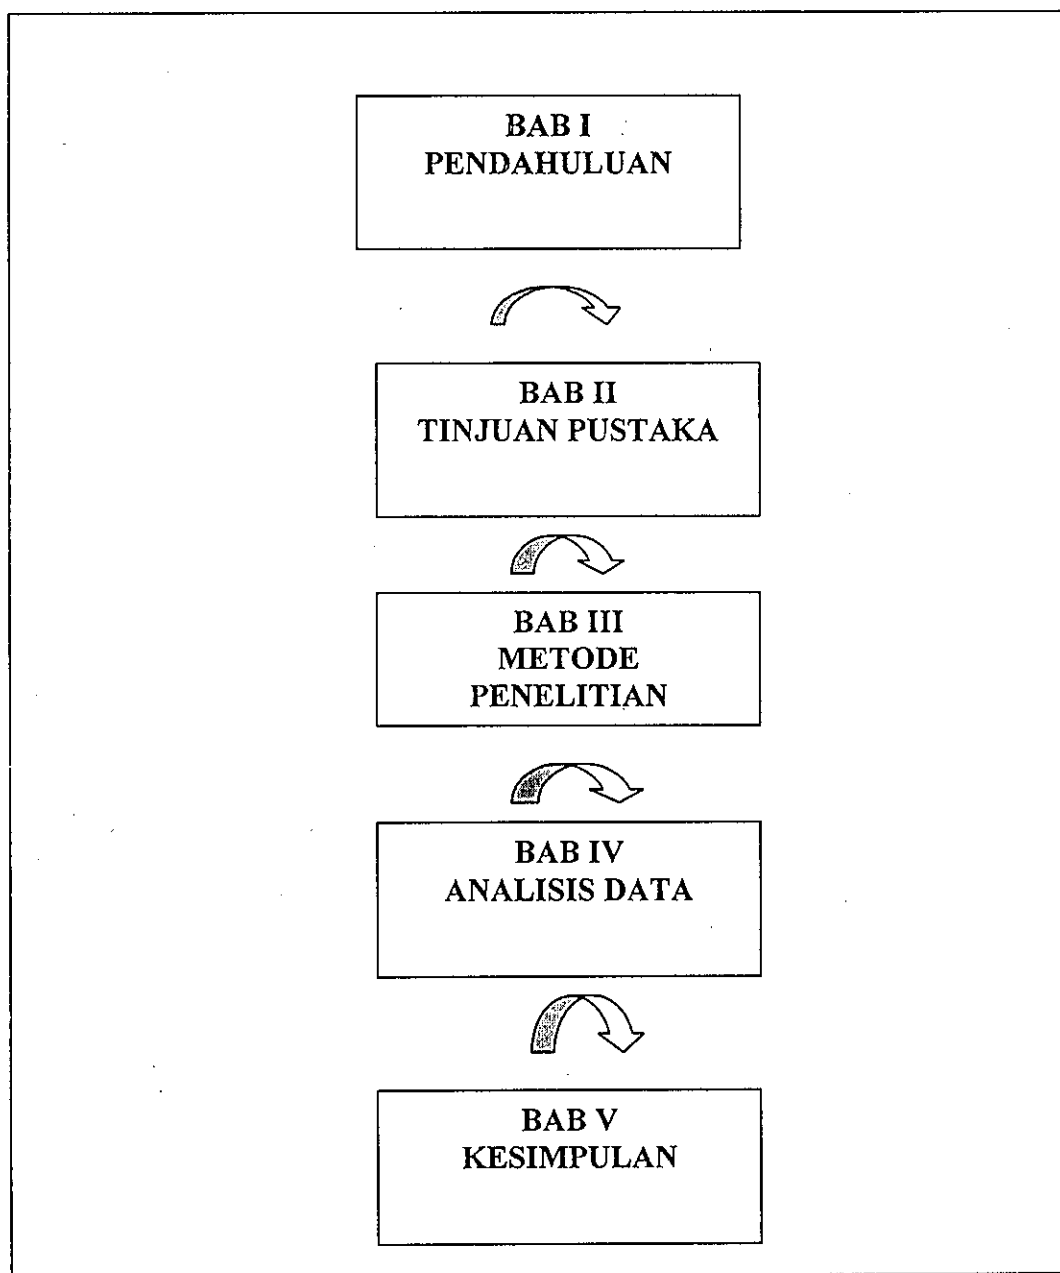 BAB I
PENDAHULUAN
BAB II
TINJUAN PUSTAKA
BAB III
METODE
PENELITIAN
BAB IV
ANALISIS DATA
BAB V
KESIMPULAN